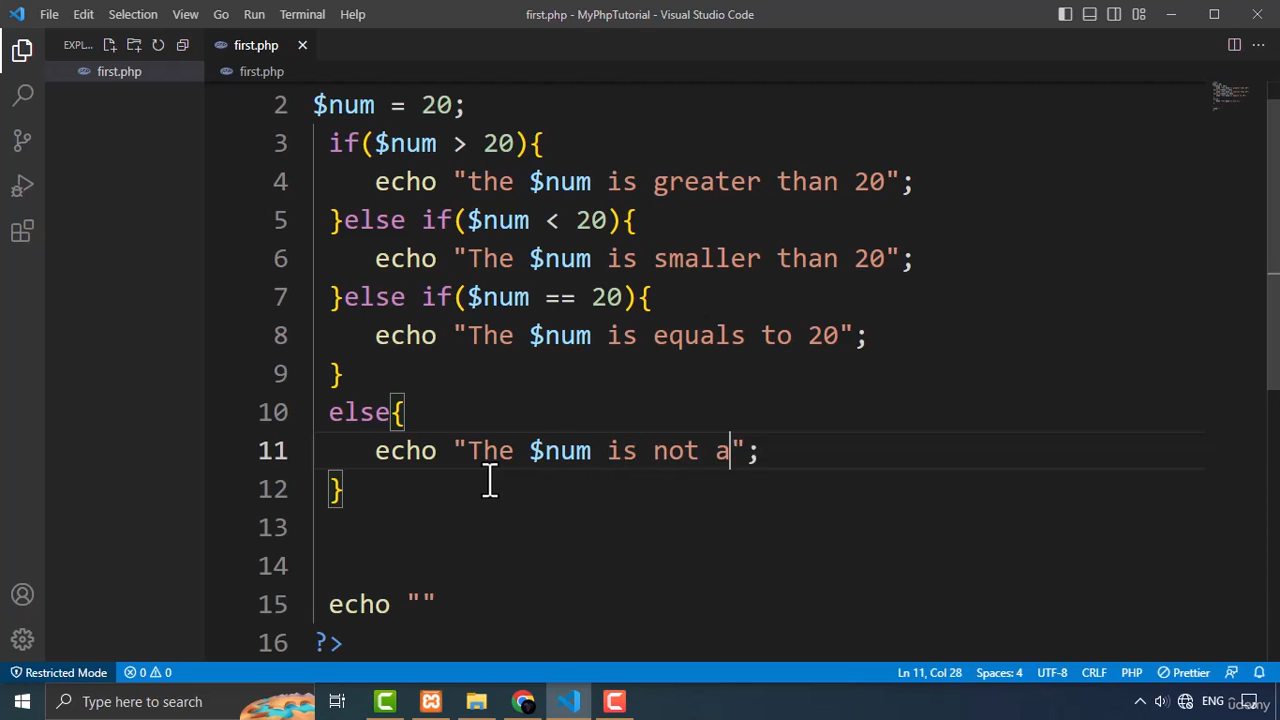 File Edit Selection View Go Run Terminal Help first.php - MyPhpTutorial - Visual Studio Code
EXPL... first.php
first.php first.php
2 $num = 20;
3 if($num > 20){
4 echo "the $num is greater than 20";
5 }else if($num < 20){
6 echo "The $num is smaller than 20";
7 }else if($num == 20){
8 echo "The $num is equals to 20";
9 }
10 else{
11 echo "The $num is not a";
12 }
13
14
15 echo ""
16 ?>
Restricted Mode 0 0 Ln 11, Col 28 Spaces: 4 UTF-8 CRLF PHP Prettier
Type here to search ENG
udemy